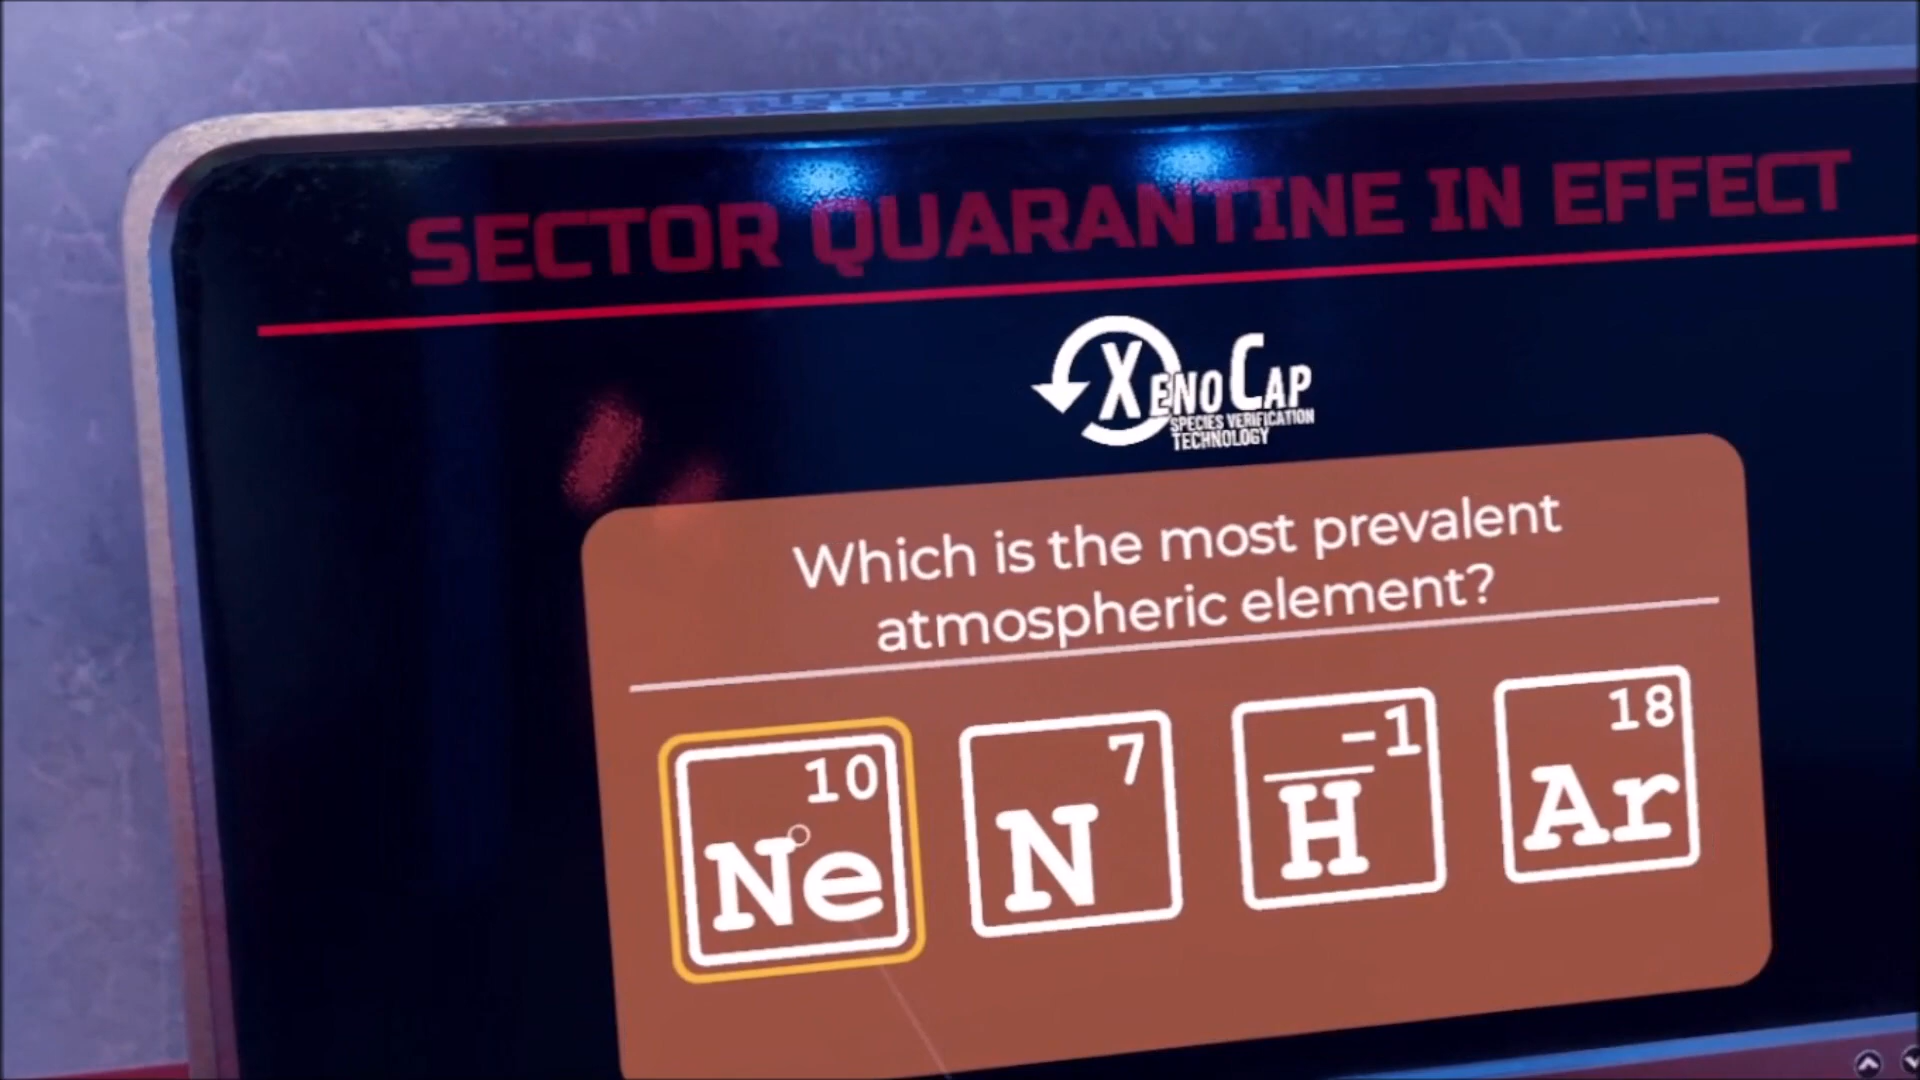 SECTOR QUARANTINE IN EFFECT
XENOCAP
SPECIES VERIFICATION
TECHNOLOGY
Which is the most prevalent
atmospheric element?
10
Ne
7
N
-1
H
18
Ar